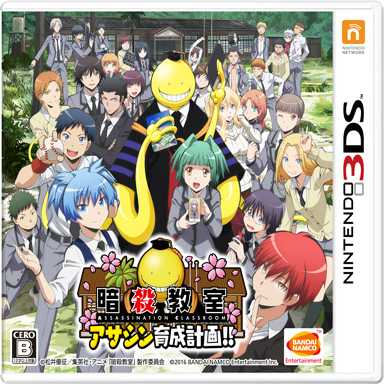 NINTENDO
NETWORK
NINTENDO 3DS
暗殺教室
ASSASSINATION CLASSROOM
アサシン育成計画!!
CERO
B
BANDAI
NAMCO
Entertainment
©松井優征/集英社・アニメ「暗殺教室」製作委員会 ©2016 BANDAI NAMCO Entertainment Inc.